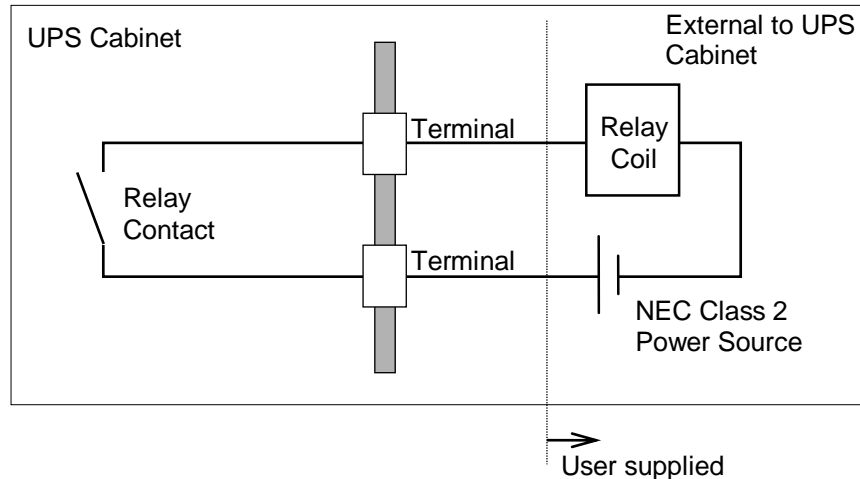 UPS Cabinet
External to UPS
Cabinet
Terminal
Relay
Coil
Relay
Contact
Terminal
NEC Class 2
Power Source
User supplied